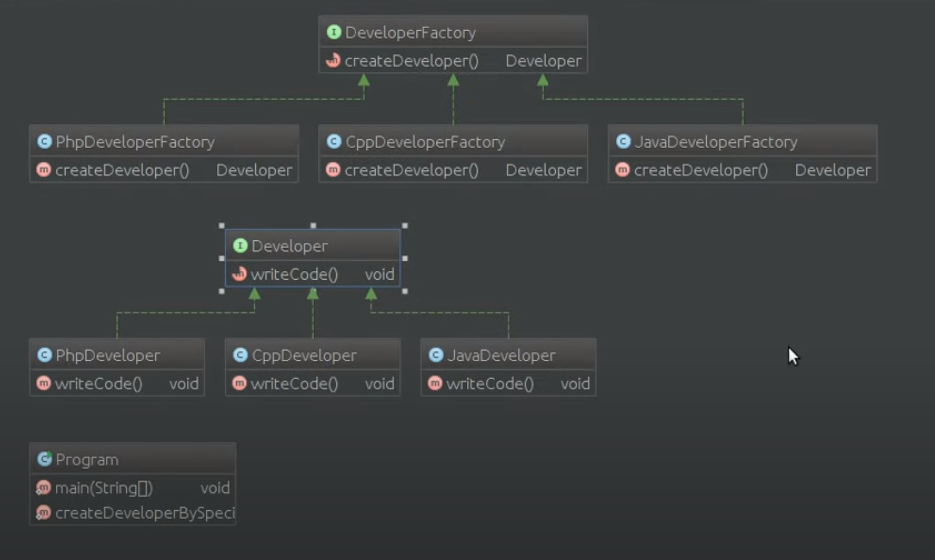 DeveloperFactory
createDeveloper() Developer
PhpDeveloperFactory
createDeveloper() Developer
CppDeveloperFactory
createDeveloper() Developer
JavaDeveloperFactory
createDeveloper() Developer
Developer
writeCode() void
PhpDeveloper
writeCode() void
CppDeveloper
writeCode() void
JavaDeveloper
writeCode() void
Program
main(String[]) void
createDeveloperBySpeci